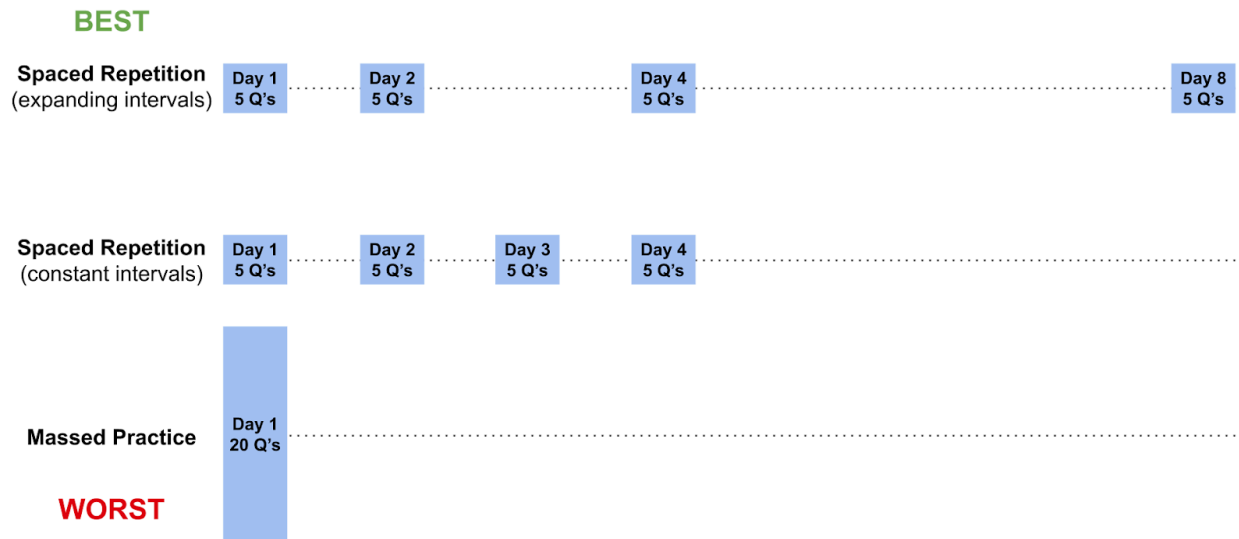 BEST
Spaced Repetition
(expanding intervals)
Day 1
5 Q's
Day 2
5 Q's
Day 4
5 Q's
Day 8
5 Q's
Spaced Repetition
(constant intervals)
Day 1
5 Q's
Day 2
5 Q's
Day 3
5 Q's
Day 4
5 Q's
Massed Practice
Day 1
20 Q's
WORST